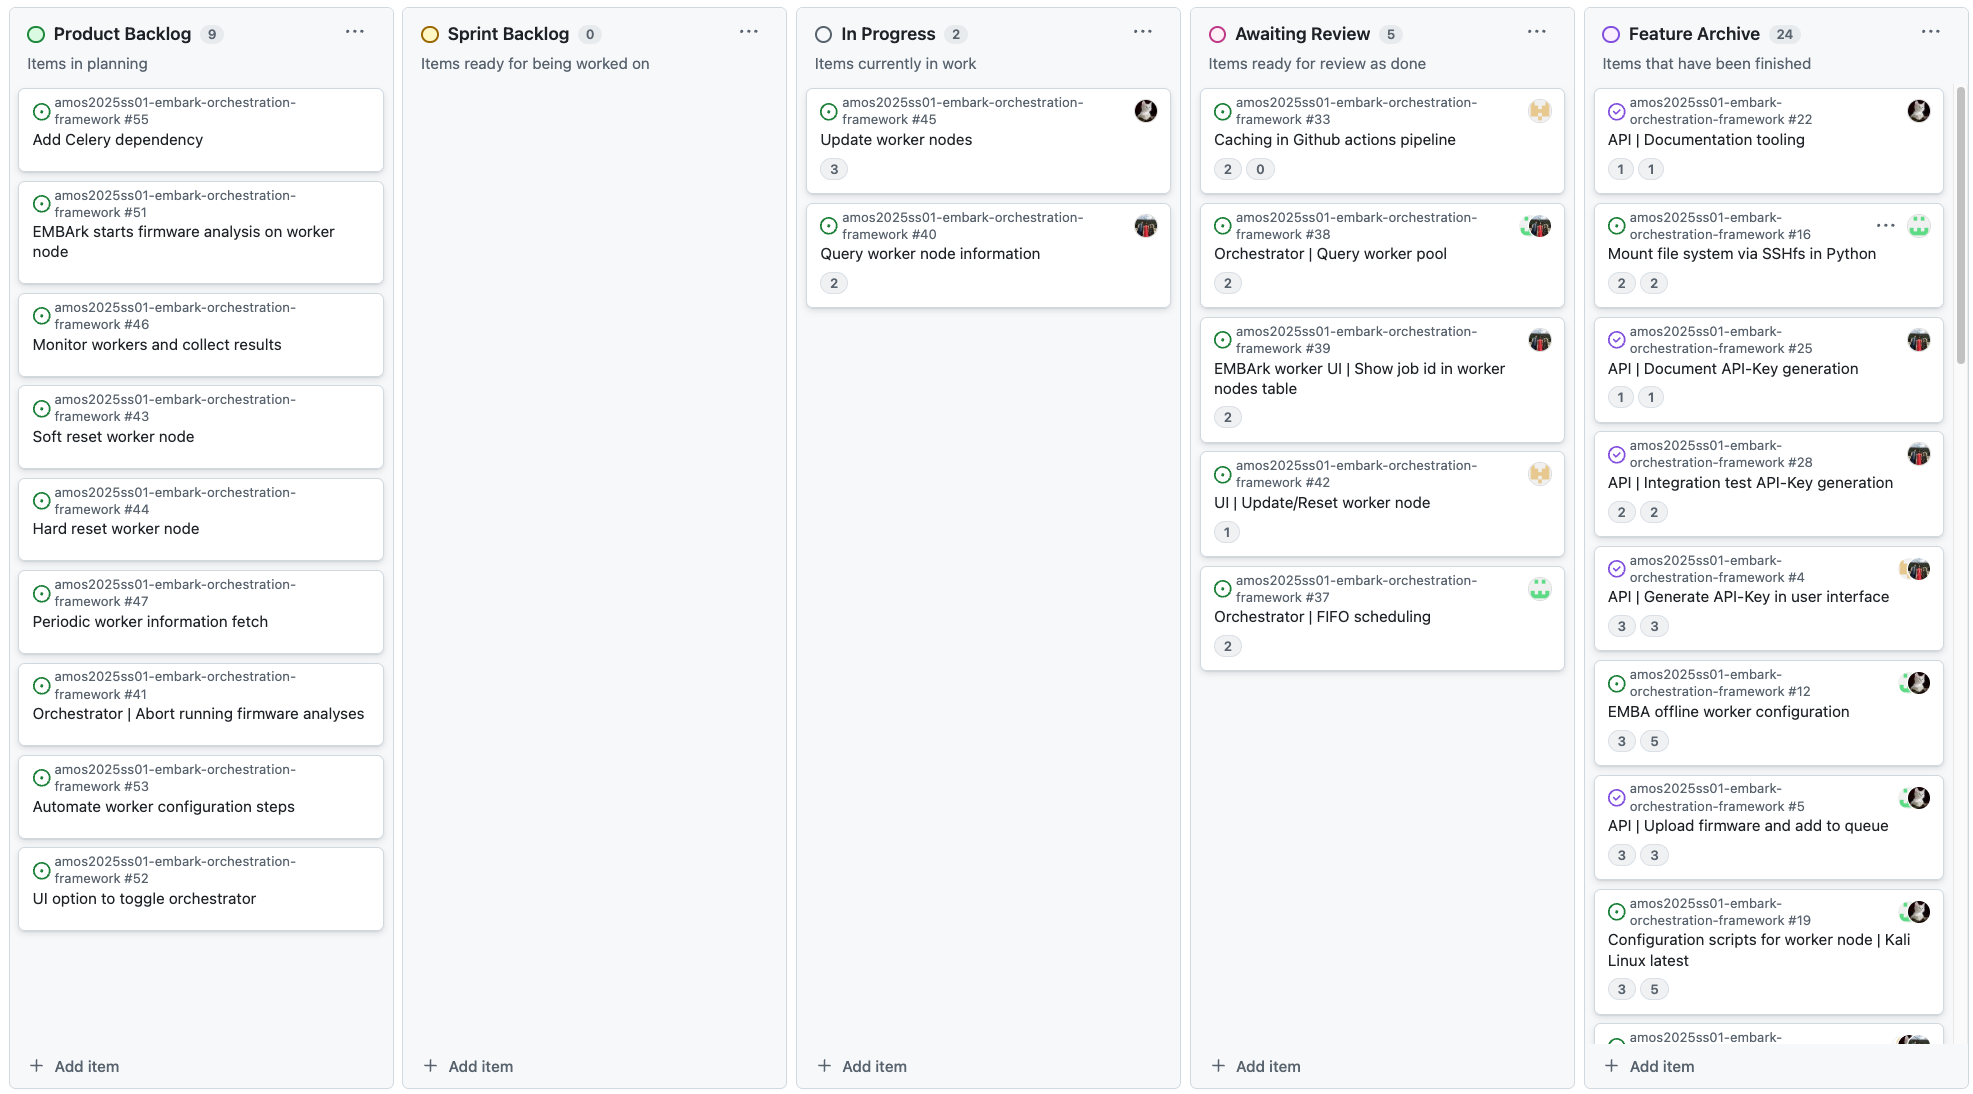 Product Backlog 9
Items in planning
amos2025ss01-embark-orchestration-
framework #55
Add Celery dependency
amos2025ss01-embark-orchestration-
framework #51
EMBArk starts firmware analysis on worker
node
amos2025ss01-embark-orchestration-
framework #46
Monitor workers and collect results
amos2025ss01-embark-orchestration-
framework #43
Soft reset worker node
amos2025ss01-embark-orchestration-
framework #44
Hard reset worker node
amos2025ss01-embark-orchestration-
framework #47
Periodic worker information fetch
amos2025ss01-embark-orchestration-
framework #41
Orchestrator | Abort running firmware analyses
amos2025ss01-embark-orchestration-
framework #53
Automate worker configuration steps
amos2025ss01-embark-orchestration-
framework #52
UI option to toggle orchestrator
Add item
Sprint Backlog 0
Items ready for being worked on
Add item
In Progress 2
Items currently in work
amos2025ss01-embark-orchestration-
framework #45
Update worker nodes
3
amos2025ss01-embark-orchestration-
framework #40
Query worker node information
2
Add item
Awaiting Review 5
Items ready for review as done
amos2025ss01-embark-orchestration-
framework #33
Caching in Github actions pipeline
2 0
amos2025ss01-embark-orchestration-
framework #38
Orchestrator | Query worker pool
2
amos2025ss01-embark-orchestration-
framework #39
EMBArk worker UI | Show job id in worker
nodes table
2
amos2025ss01-embark-orchestration-
framework #42
UI | Update/Reset worker node
1
amos2025ss01-embark-orchestration-
framework #37
Orchestrator | FIFO scheduling
2
Add item
Feature Archive 24
Items that have been finished
amos2025ss01-embark-
orchestration-framework #22
API | Documentation tooling
1 1
amos2025ss01-embark-
orchestration-framework #16
Mount file system via SSHfs in Python
2 2
amos2025ss01-embark-
orchestration-framework #25
API | Document API-Key generation
1 1
amos2025ss01-embark-
orchestration-framework #28
API | Integration test API-Key generation
2 2
amos2025ss01-embark-
orchestration-framework #4
API | Generate API-Key in user interface
3 3
amos2025ss01-embark-
orchestration-framework #12
EMBA offline worker configuration
3 5
amos2025ss01-embark-
orchestration-framework #5
API | Upload firmware and add to queue
3 3
amos2025ss01-embark-
orchestration-framework #19
Configuration scripts for worker node | Kali
Linux latest
3 5
amos2025ss01-embark-
Add item